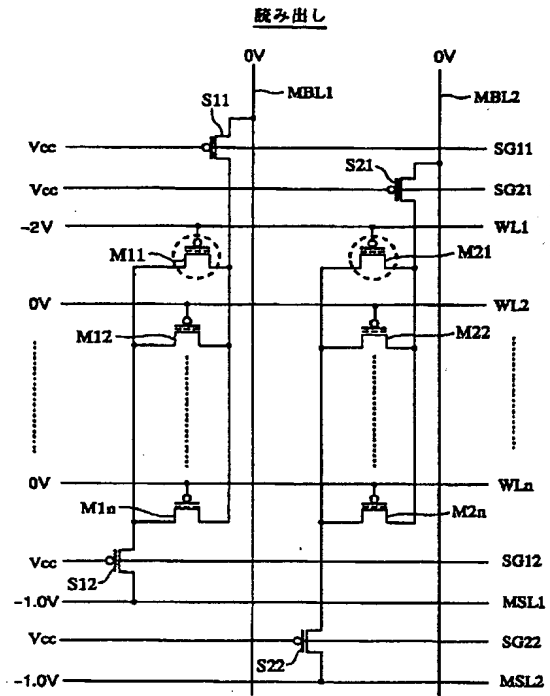 読み出し
0V 0V
MBL1 MBL2
S11
Vcc SG11
S21
Vcc SG21
-2V WL1
M11 M21
0V WL2
M12 M22
0V WLn
M1n M2n
Vcc SG12
S12
-1.0V MSL1
Vcc SG22
S22
-1.0V MSL2